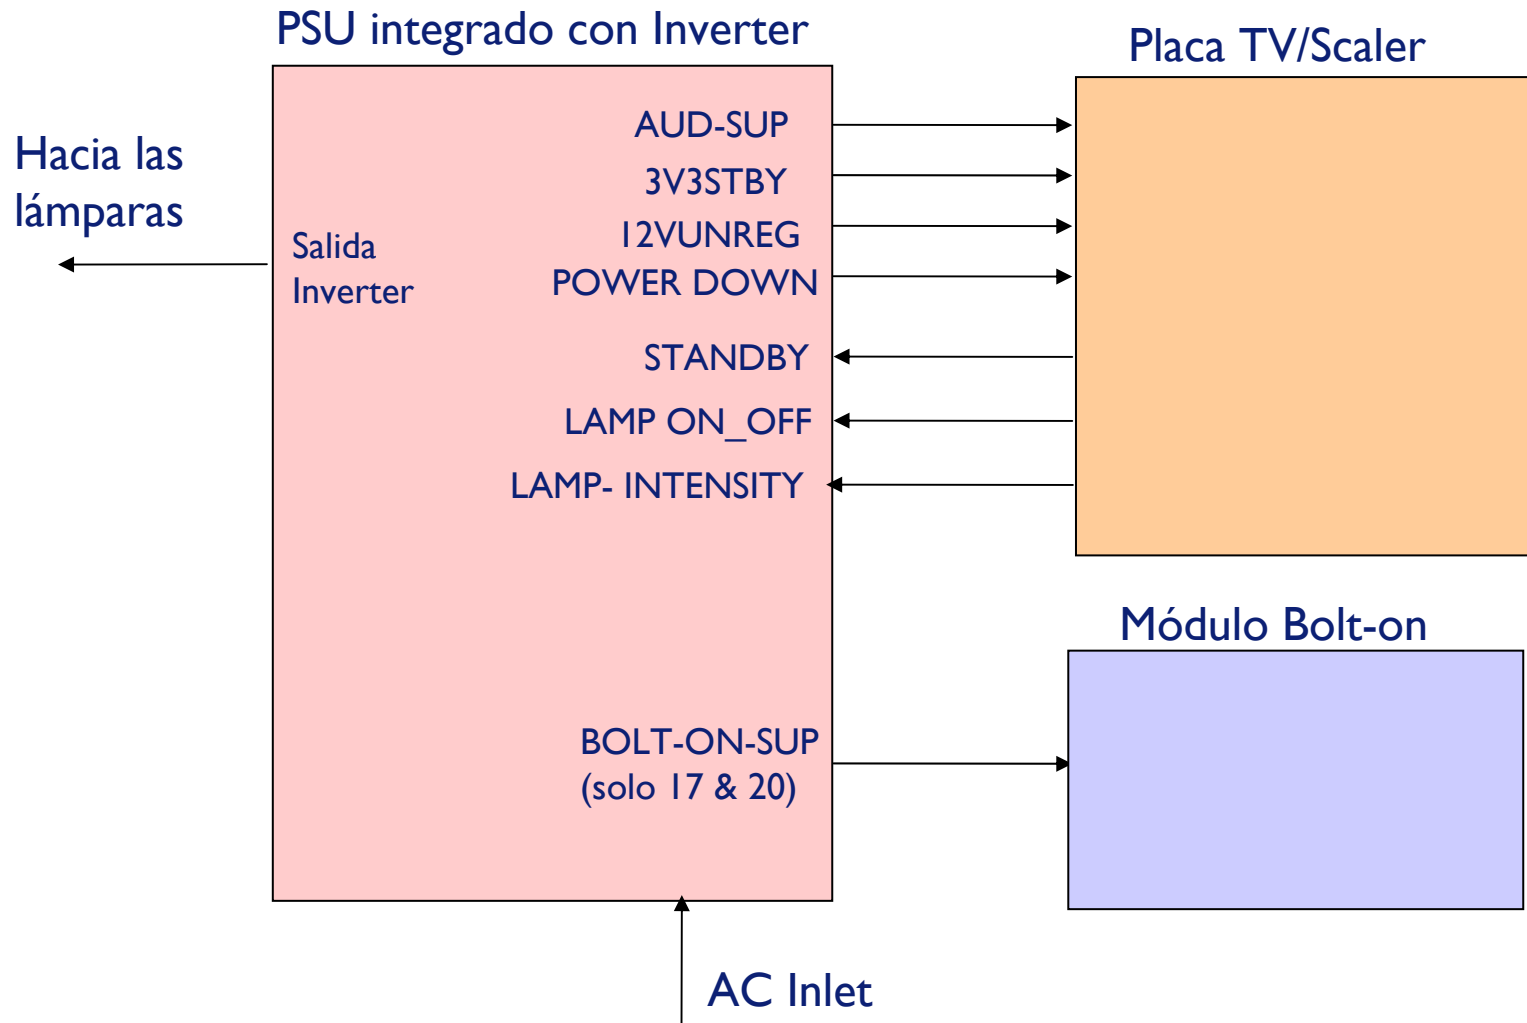 PSU integrado con Inverter
Placa TV/Scaler
Hacia las
lámparas
Salida
Inverter
AUD-SUP
3V3STBY
12VUNREG
POWER DOWN
STANDBY
LAMP ON_OFF
LAMP- INTENSITY
Módulo Bolt-on
BOLT-ON-SUP
(solo 17 & 20)
AC Inlet